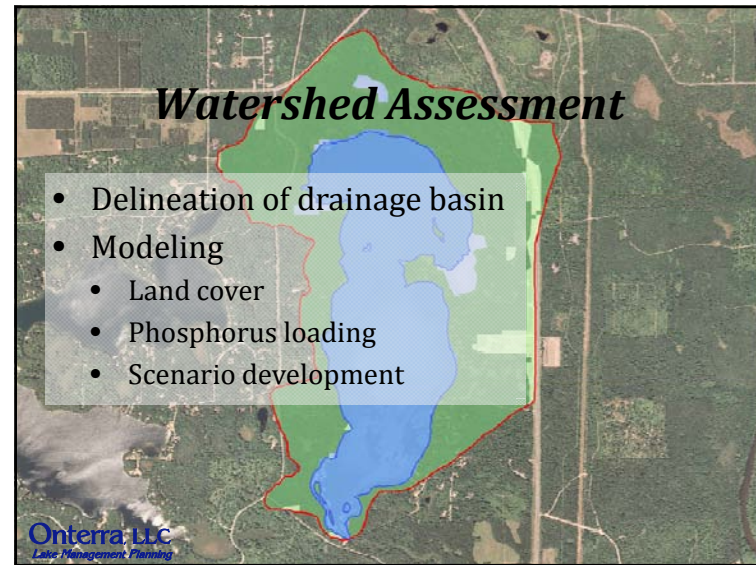 Watershed Assessment
• Delineation of drainage basin
• Modeling
• Land cover
• Phosphorus loading
• Scenario development
Onterra, LLC
Lake Management Planning